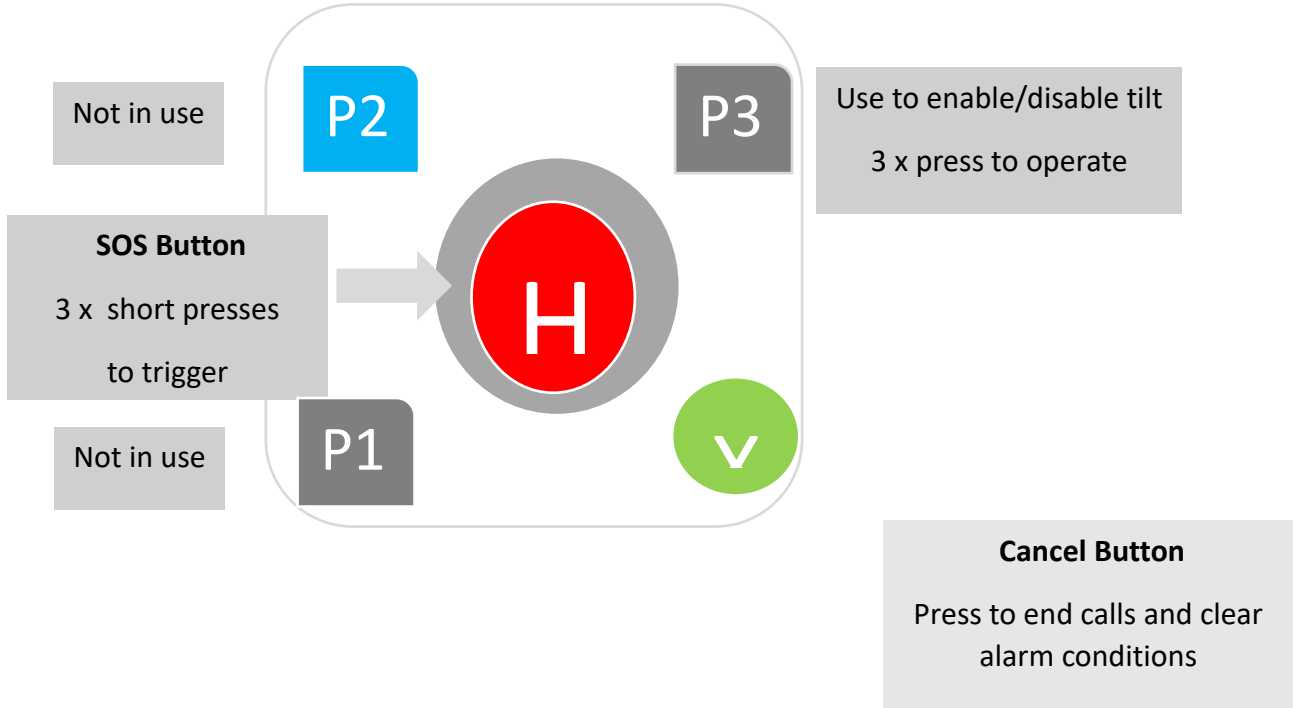 Not in use
P2
P3
Use to enable/disable tilt
3 x press to operate
SOS Button
3 x  short presses
to trigger
H
Not in use
P1
v
Cancel Button
Press to end calls and clear
alarm conditions